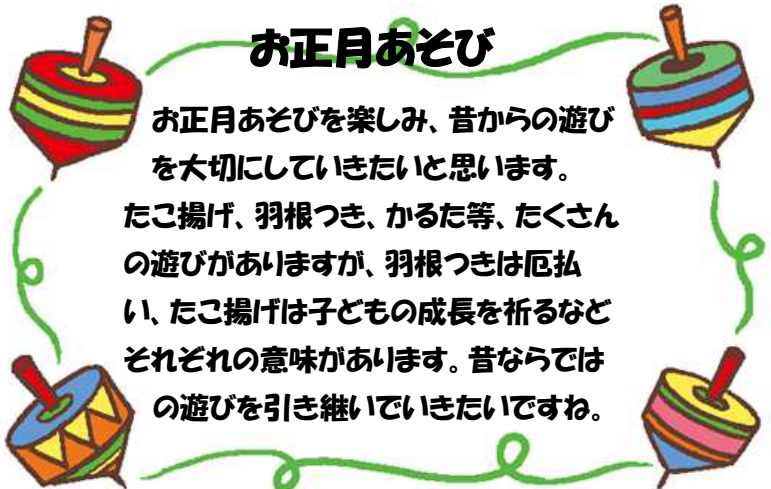 お正月あそび
お正月あそびを楽しみ、昔からの遊び
を大切にしていきたいと思います。
たこ揚げ、羽根つき、かるた等、たくさん
の遊びがありますが、羽根つきは厄払
い、たこ揚げは子どもの成長を祈るなど
それぞれの意味があります。昔ならでは
の遊びを引き継いでいきたいですね。